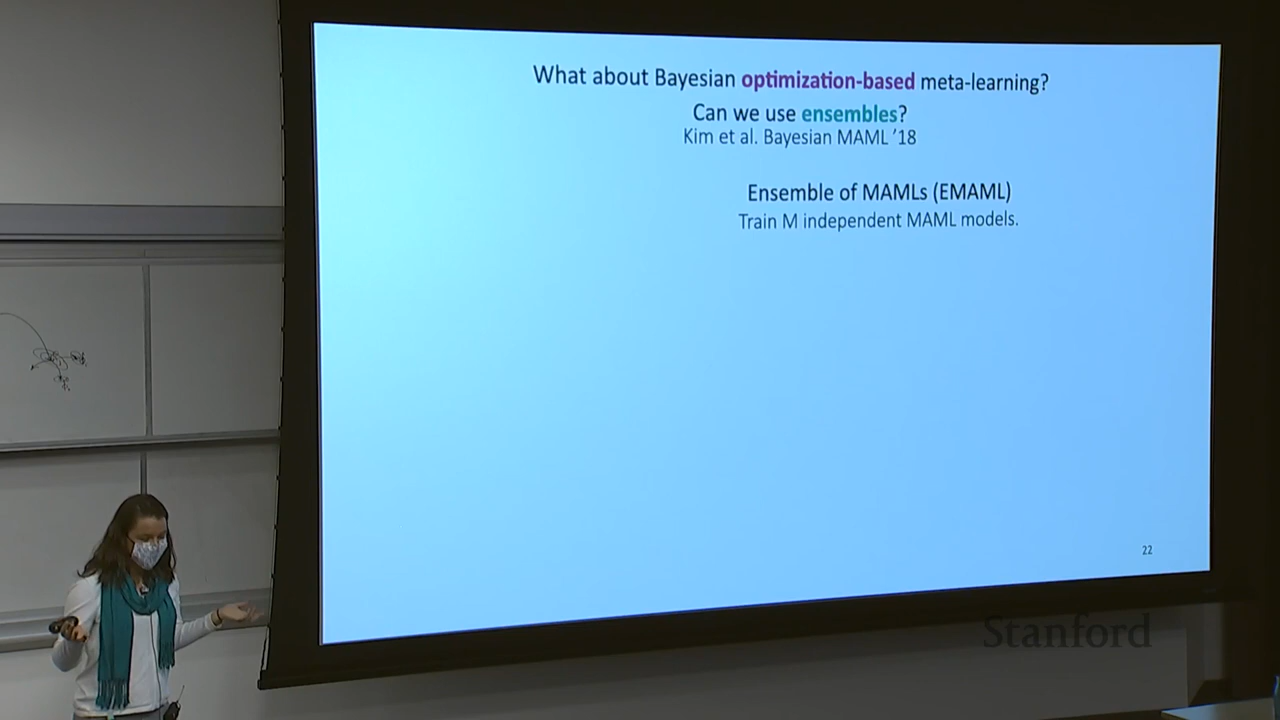 What about Bayesian optimization-based meta-learning?
Can we use ensembles?
Kim et al. Bayesian MAML ’18
Ensemble of MAMLs (EMAML)
Train M independent MAML models.
22
Stanford